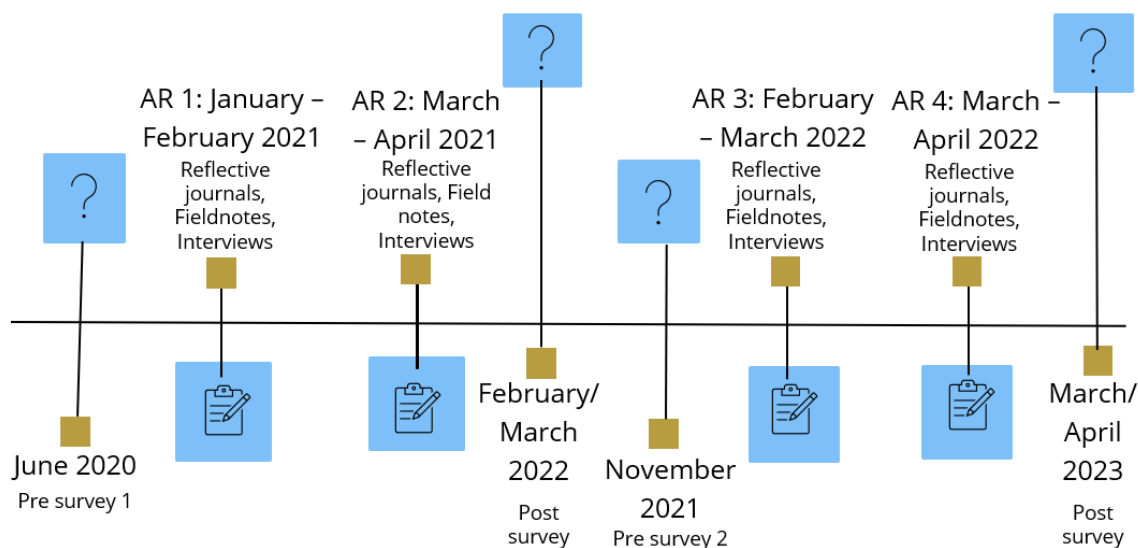 AR 1: January –
February 2021
Reflective
journals,
Fieldnotes,
Interviews
AR 2: March
– April 2021
Reflective
journals, Field
notes,
Interviews
AR 3: February
– March 2022
Reflective
journals,
Fieldnotes,
Interviews
AR 4: March –
April 2022
Reflective
journals,
Fieldnotes,
Interviews
June 2020
Pre survey 1
February/
March
2022
Post
survey
November
2021
Pre survey 2
March/
April
2023
Post
survey